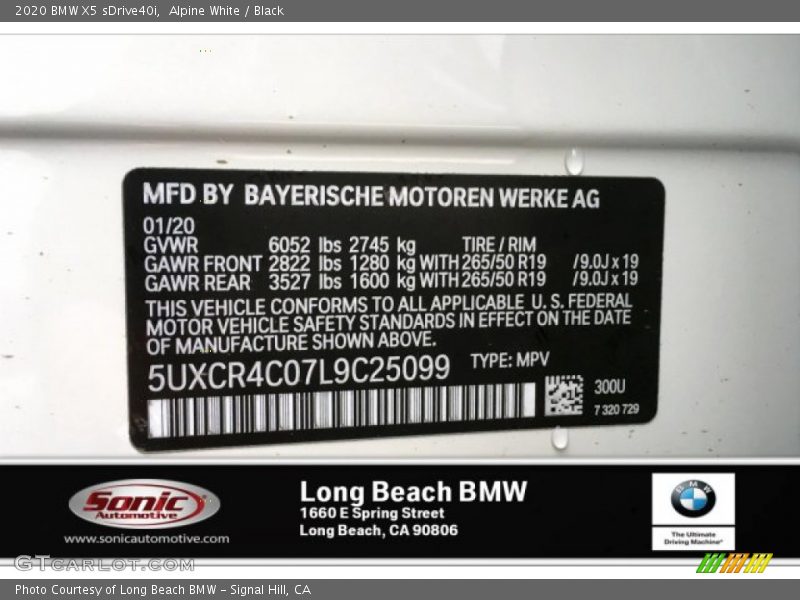 2020 BMW X5 sDrive40i,  Alpine White / Black
MFD BY BAYERISCHE MOTOREN WERKE AG
01/20
GVWR 6052 lbs 2745 kg TIRE / RIM
GAWR FRONT 2822 lbs 1280 kg WITH 265/50 R19 /9.0J x 19
GAWR REAR 3527 lbs 1600 kg WITH 265/50 R19 /9.0J x 19
THIS VEHICLE CONFORMS TO ALL APPLICABLE U. S. FEDERAL
MOTOR VEHICLE SAFETY STANDARDS IN EFFECT ON THE DATE
OF MANUFACTURE SHOWN ABOVE.
5UXCR4C07L9C25099 TYPE: MPV
300U
7 320 729
Sonic
Automotive
www.sonicautomotive.com
Long Beach BMW
1660 E Spring Street
Long Beach, CA 90806
BMW
The Ultimate
Driving Machine®
GTCarLot.com
Photo Courtesy of Long Beach BMW - Signal Hill, CA